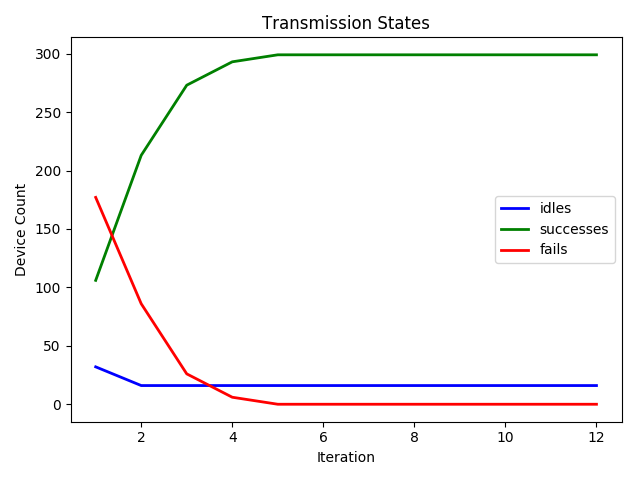 Transmission States
Device Count
300
250
200
150
100
50
0
idles
successes
fails
2
4
6
8
10
12
Iteration